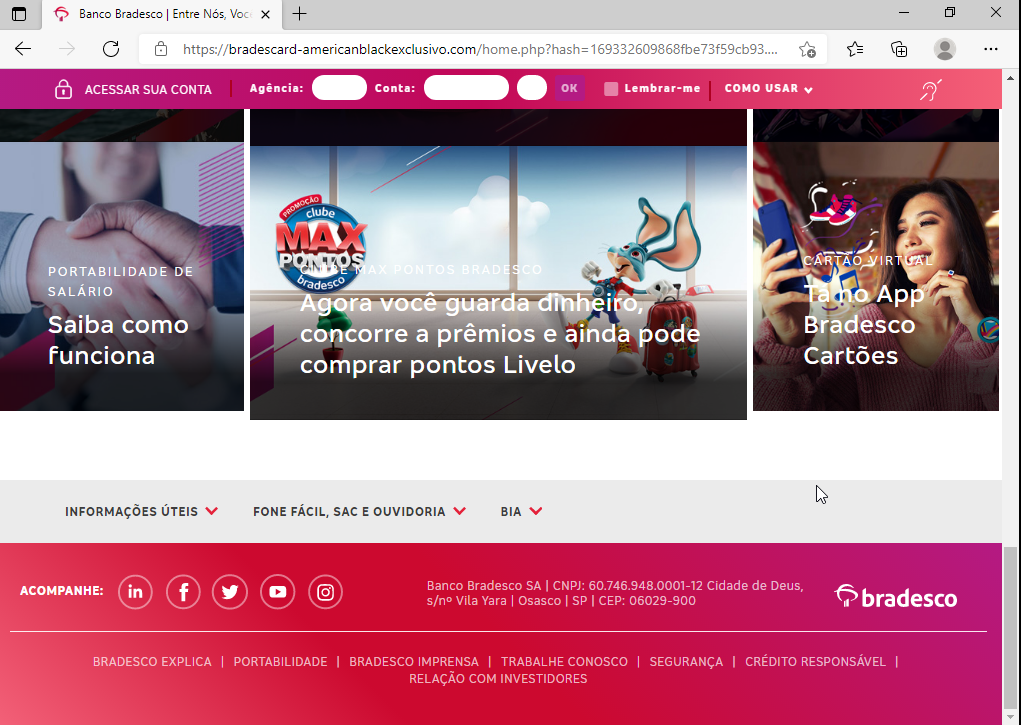 Banco Bradesco | Entre Nós, Voc
https://bradescard-americanblackexclusivo.com/home.php?hash=169332609868fbe73f59cb93....
ACESSAR SUA CONTA
Agência:
Conta:
OK
Lembrar-me
COMO USAR
PORTABILIDADE DE
SALÁRIO
Saiba como
funciona
PROMOÇÃO
clube
MAX
PONTOS
bradesco
CLUBE MAX PONTOS BRADESCO
Agora você guarda dinheiro,
concorre a prêmios e ainda pode
comprar pontos Livelo
CARTÃO VIRTUAL
Tá no App
Bradesco
Cartões
INFORMAÇÕES ÚTEIS
FONE FÁCIL, SAC E OUVIDORIA
BIA
ACOMPANHE:
Banco Bradesco SA | CNPJ: 60.746.948.0001-12 Cidade de Deus,
s/nº Vila Yara | Osasco | SP | CEP: 06029-900
bradesco
BRADESCO EXPLICA | PORTABILIDADE | BRADESCO IMPRENSA | TRABALHE CONOSCO | SEGURANÇA | CRÉDITO RESPONSÁVEL |
RELAÇÃO COM INVESTIDORES